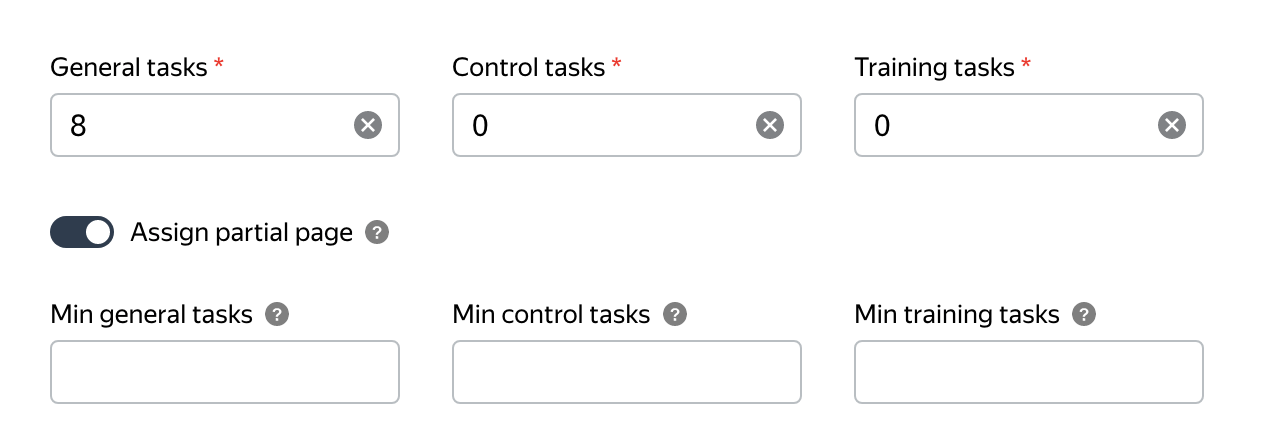 General tasks * Control tasks * Training tasks *
8 0 0
Assign partial page ?
Min general tasks ? Min control tasks ? Min training tasks ?